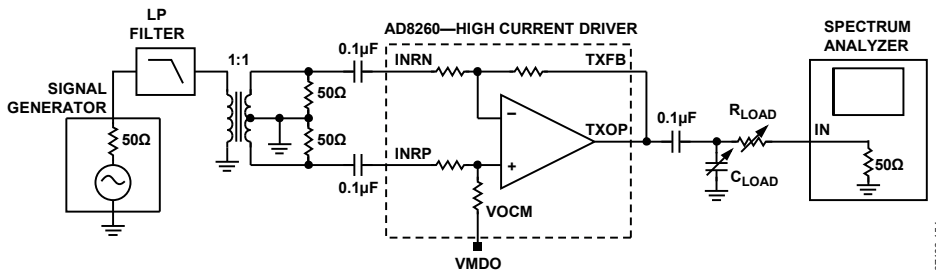 LP
FILTER
AD8260—HIGH CURRENT DRIVER
SPECTRUM
ANALYZER
SIGNAL
GENERATOR
1:1
0.1µF
INRN
TXFB
50Ω
50Ω
50Ω
–
+
TXOP
0.1µF
RLOAD
IN
50Ω
CLOAD
0.1µF
INRP
VOCM
VMDO